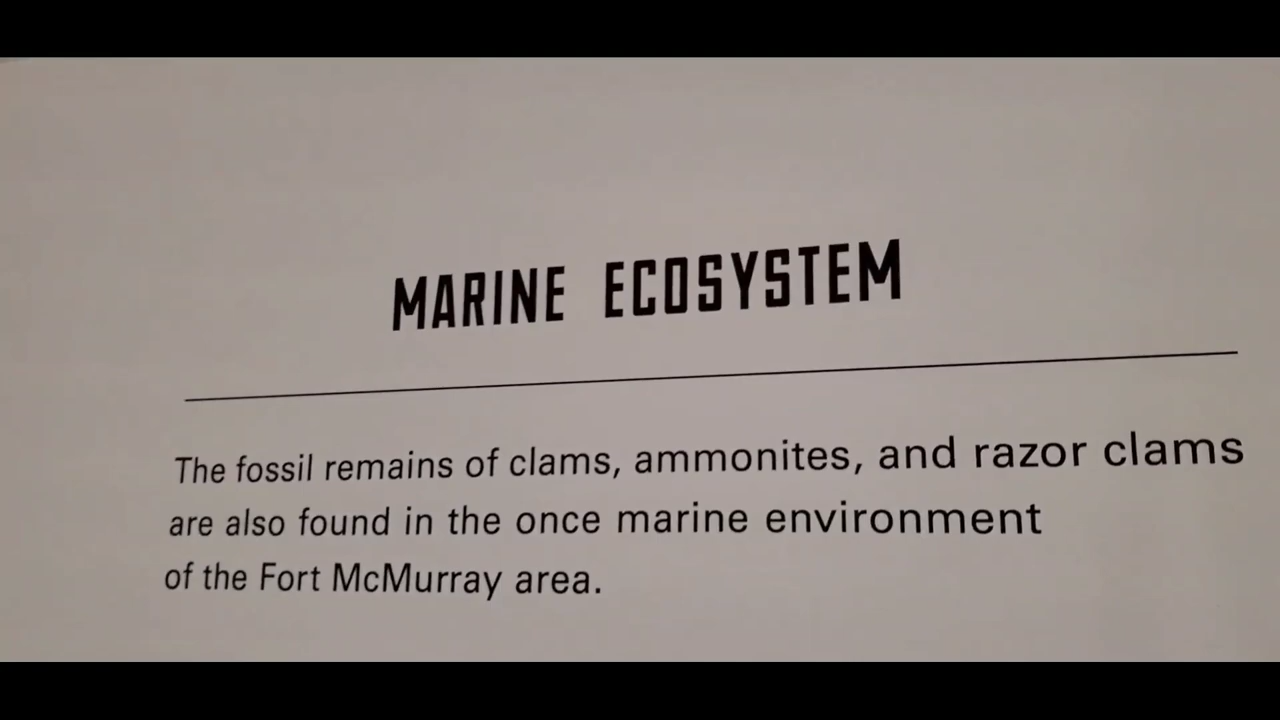 MARINE ECOSYSTEM
The fossil remains of clams, ammonites, and razor clams
are also found in the once marine environment
of the Fort McMurray area.